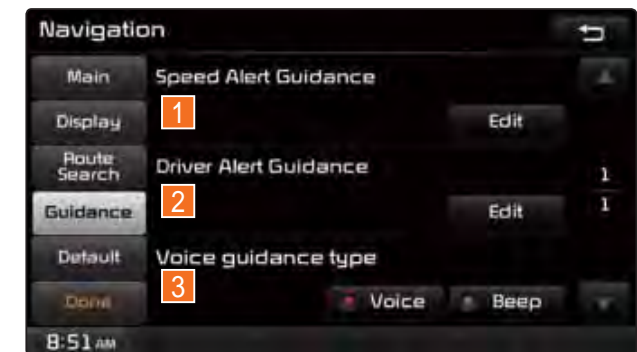 Navigation
Main
Speed Alert Guidance
1
Display
Edit
Route
Search
Driver Alert Guidance
1
2
Guidance
Edit
1
Default
Voice guidance type
3
Done
Voice
Beep
8:51 AM